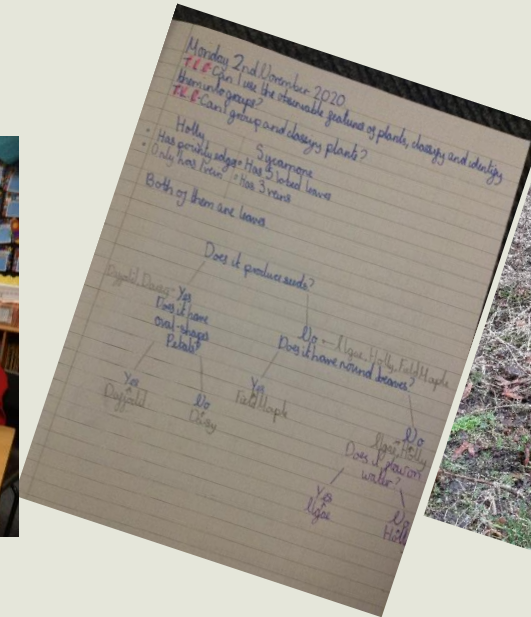 Monday 2nd November 2020
Can I use the observable features of plants, classify and identify
them into groups?
Can I group and classify plants?
Holly
Sycamore
• Has pointy edges
• Has 5 lobed leaves
• Only has 1 vein
• Has 3 veins
Both of them are leaves
Does it produce seeds?
Daffodil, Daisy - Yes
No - Algae, Holly, Field Maple
Does it have
oval-shape
Petals?
Does it have round leaves?
Yes
Daffodil
No
Daisy
Yes
Field Maple
No
Algae, Holly
Does it grow on
water?
Yes
Algae
No
Holly